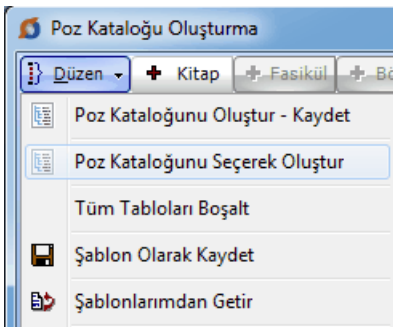 Poz Kataloğu Oluşturma
Düzen Kitap Fasikül
Poz Kataloğunu Oluştur - Kaydet
Poz Kataloğunu Seçerek Oluştur
Tüm Tabloları Boşalt
Şablon Olarak Kaydet
Şablonlarımdan Getir